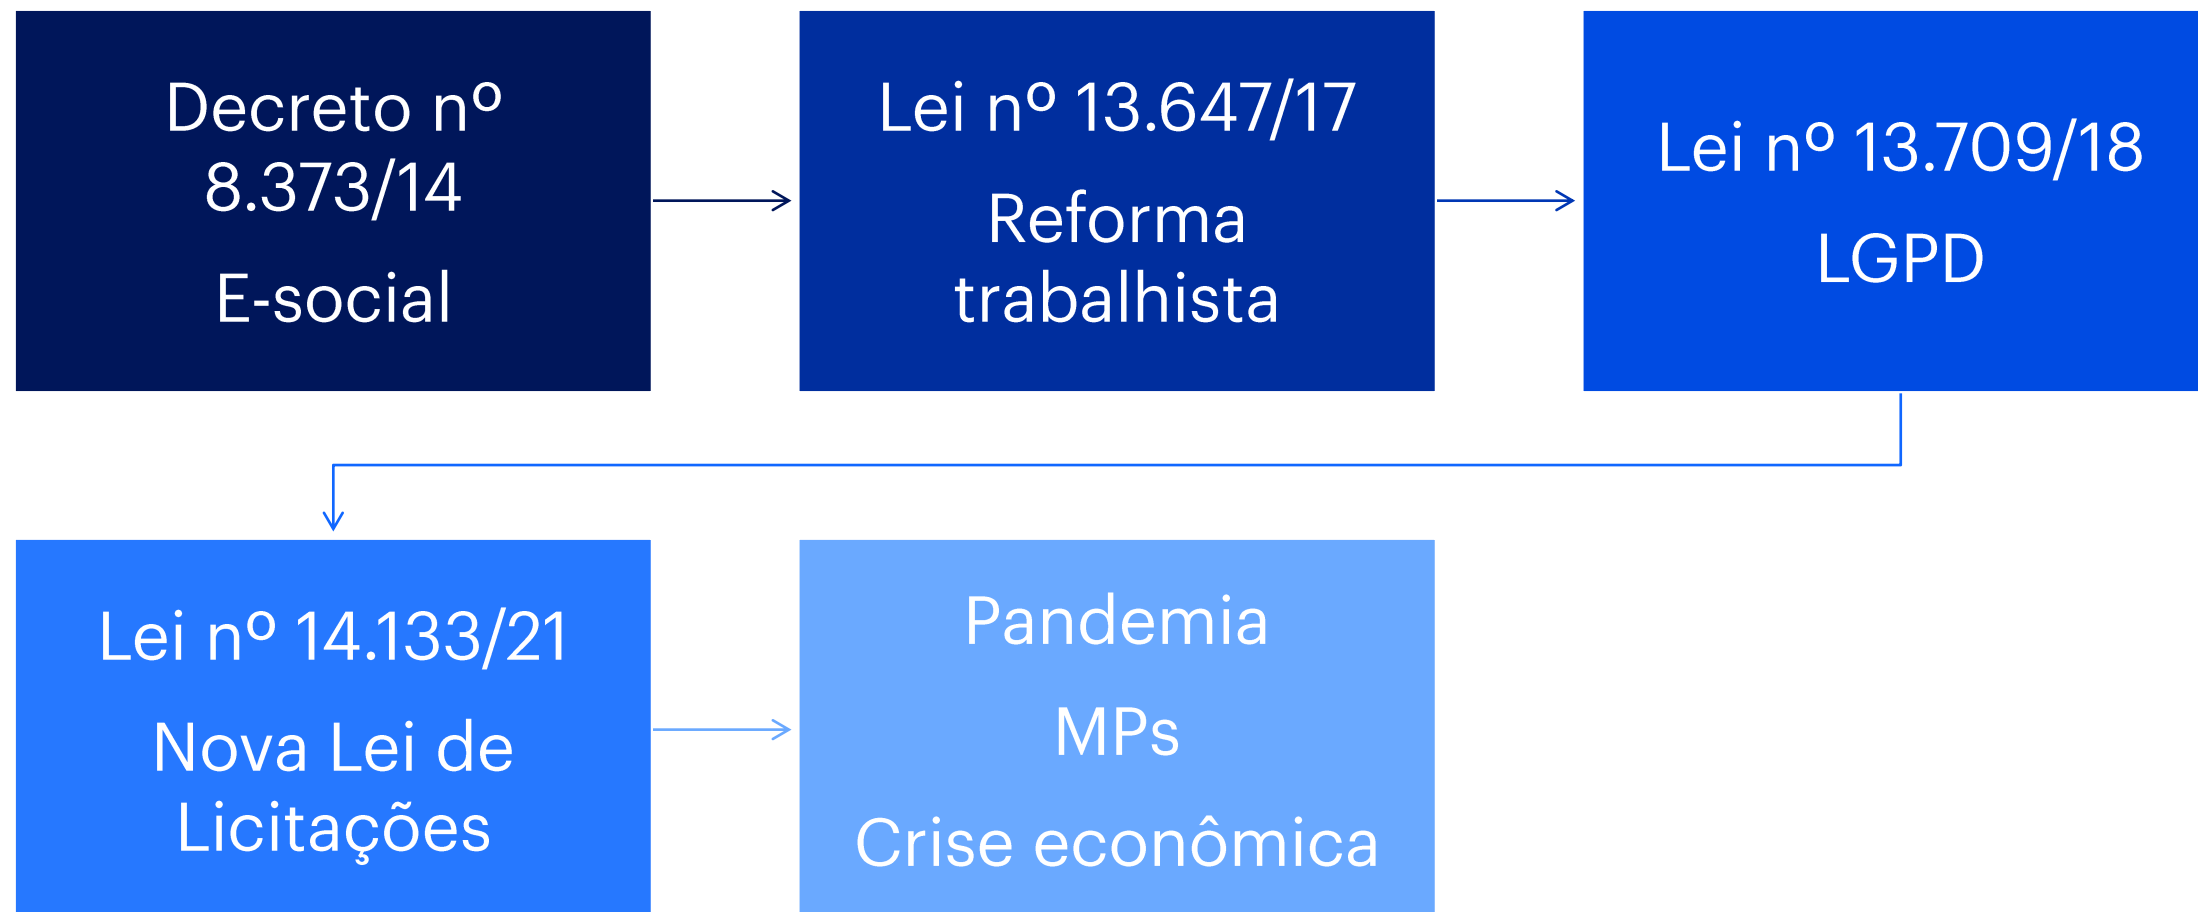 Decreto nº
8.373/14
E-social
Lei nº 13.647/17
Reforma
trabalhista
Lei nº 13.709/18
LGPD
Lei nº 14.133/21
Nova Lei de
Licitações
Pandemia
MPs
Crise econômica